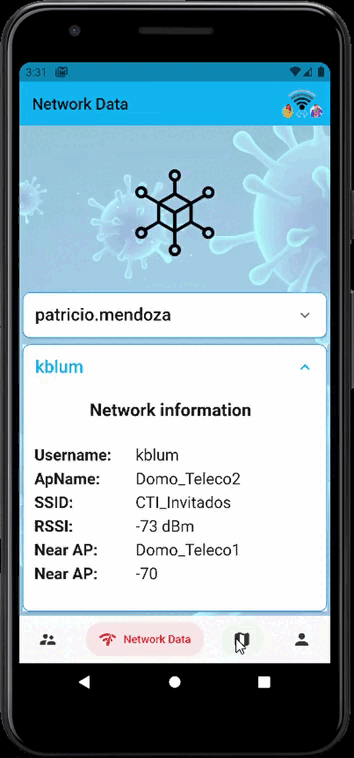 3:31
Network Data
patricio.mendoza
kblum
Network information
Username: kblum
ApName: Domo_Teleco2
SSID: CTI_Invitados
RSSI: -73 dBm
Near AP: Domo_Teleco1
Near AP: -70
Network Data